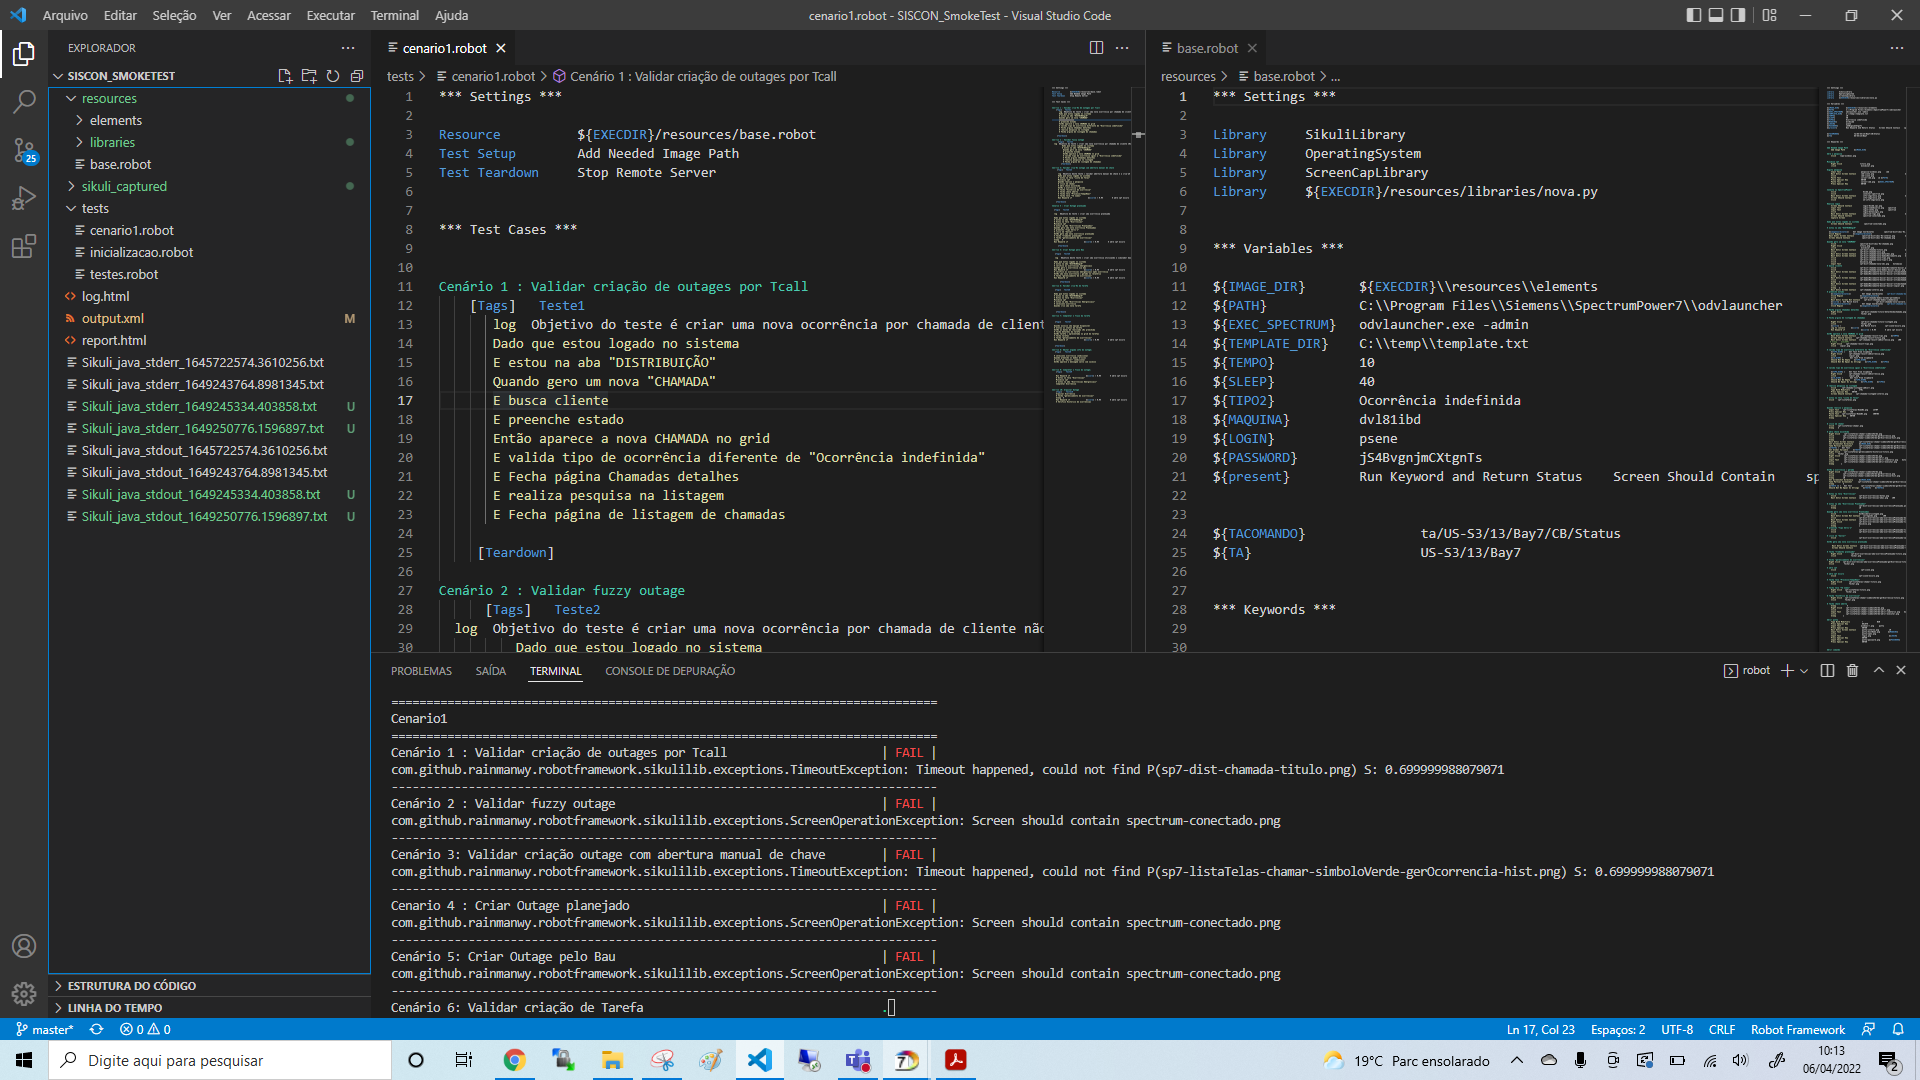 Arquivo Editar Seleção Ver Acessar Executar Terminal Ajuda
cenario1.robot - SISCON_SmokeTest - Visual Studio Code
EXPLORADOR
SISCON_SMOKETEST
resources
elements
libraries
base.robot
sikuli_captured
tests
cenario1.robot
inicializacao.robot
testes.robot
log.html
output.xml M
report.html
Sikuli_java_stderr_1645722574.3610256.txt
Sikuli_java_stderr_1649243764.8981345.txt
Sikuli_java_stderr_1649245334.403858.txt U
Sikuli_java_stderr_1649250776.1596897.txt U
Sikuli_java_stdout_1645722574.3610256.txt
Sikuli_java_stdout_1649243764.8981345.txt
Sikuli_java_stdout_1649245334.403858.txt U
Sikuli_java_stdout_1649250776.1596897.txt U
ESTRUTURA DO CÓDIGO
LINHA DO TEMPO
25
cenario1.robot
tests > cenario1.robot > Cenário 1 : Validar criação de outages por Tcall
1 *** Settings ***
2
3 Resource ${EXECDIR}/resources/base.robot
4 Test Setup Add Needed Image Path
5 Test Teardown Stop Remote Server
6
7
8 *** Test Cases ***
9
10
11 Cenário 1 : Validar criação de outages por Tcall
12 [Tags] Teste1
13 log Objetivo do teste é criar uma nova ocorrência por chamada de client
14 Dado que estou logado no sistema
15 E estou na aba "DISTRIBUIÇÃO"
16 Quando gero um nova "CHAMADA"
17 E busca cliente
18 E preenche estado
19 Então aparece a nova CHAMADA no grid
20 E valida tipo de ocorrência diferente de "Ocorrência indefinida"
21 E Fecha página Chamadas detalhes
22 E realiza pesquisa na listagem
23 E Fecha página de listagem de chamadas
24
25 [Teardown]
26
27 Cenário 2 : Validar fuzzy outage
28 [Tags] Teste2
29 log Objetivo do teste é criar uma nova ocorrência por chamada de cliente não
30 Dado que estou logado no sistema
base.robot
resources > base.robot > ...
1 *** Settings ***
2
3 Library SikuliLibrary
4 Library OperatingSystem
5 Library ScreenCapLibrary
6 Library ${EXECDIR}/resources/libraries/nova.py
7
8
9 *** Variables ***
10
11 ${IMAGE_DIR} ${EXECDIR}\\resources\\elements
12 ${PATH} C:\\Program Files\\Siemens\\SpectrumPower7\\odvlauncher
13 ${EXEC_SPECTRUM} odvlauncher.exe -admin
14 ${TEMPLATE_DIR} C:\\temp\\template.txt
15 ${TEMPO} 10
16 ${SLEEP} 40
17 ${TIPO2} Ocorrência indefinida
18 ${MAQUINA} dvl81ibd
19 ${LOGIN} psene
20 ${PASSWORD} jS4BvgnjmCXtgnTs
21 ${present} Run Keyword and Return Status Screen Should Contain sp
22
23
24 ${TACOMANDO} ta/US-S3/13/Bay7/CB/Status
25 ${TA} US-S3/13/Bay7
26
27
28 *** Keywords ***
29
30
PROBLEMAS SAÍDA TERMINAL CONSOLE DE DEPURAÇÃO
robot
==============================================================================
Cenario1
==============================================================================
Cenário 1 : Validar criação de outages por Tcall | FAIL |
com.github.rainmanwy.robotframework.sikulilib.exceptions.TimeoutException: Timeout happened, could not find P(sp7-dist-chamada-titulo.png) S: 0.699999988079071
------------------------------------------------------------------------------
Cenário 2 : Validar fuzzy outage | FAIL |
com.github.rainmanwy.robotframework.sikulilib.exceptions.ScreenOperationException: Screen should contain spectrum-conectado.png
------------------------------------------------------------------------------
Cenário 3: Validar criação outage com abertura manual de chave | FAIL |
com.github.rainmanwy.robotframework.sikulilib.exceptions.TimeoutException: Timeout happened, could not find P(sp7-listaTelas-chamar-simboloVerde-gerOcorrencia-hist.png) S: 0.699999988079071
------------------------------------------------------------------------------
Cenário 4 : Criar Outage planejado | FAIL |
com.github.rainmanwy.robotframework.sikulilib.exceptions.ScreenOperationException: Screen should contain spectrum-conectado.png
------------------------------------------------------------------------------
Cenário 5: Criar Outage pelo Bau | FAIL |
com.github.rainmanwy.robotframework.sikulilib.exceptions.ScreenOperationException: Screen should contain spectrum-conectado.png
------------------------------------------------------------------------------
Cenário 6: Validar criação de Tarefa .
master* 0 0
Ln 17, Col 23 Espaços: 2 UTF-8 CRLF Robot Framework
Digite aqui para pesquisar
19°C Parc ensolarado
10:13
06/04/2022
2